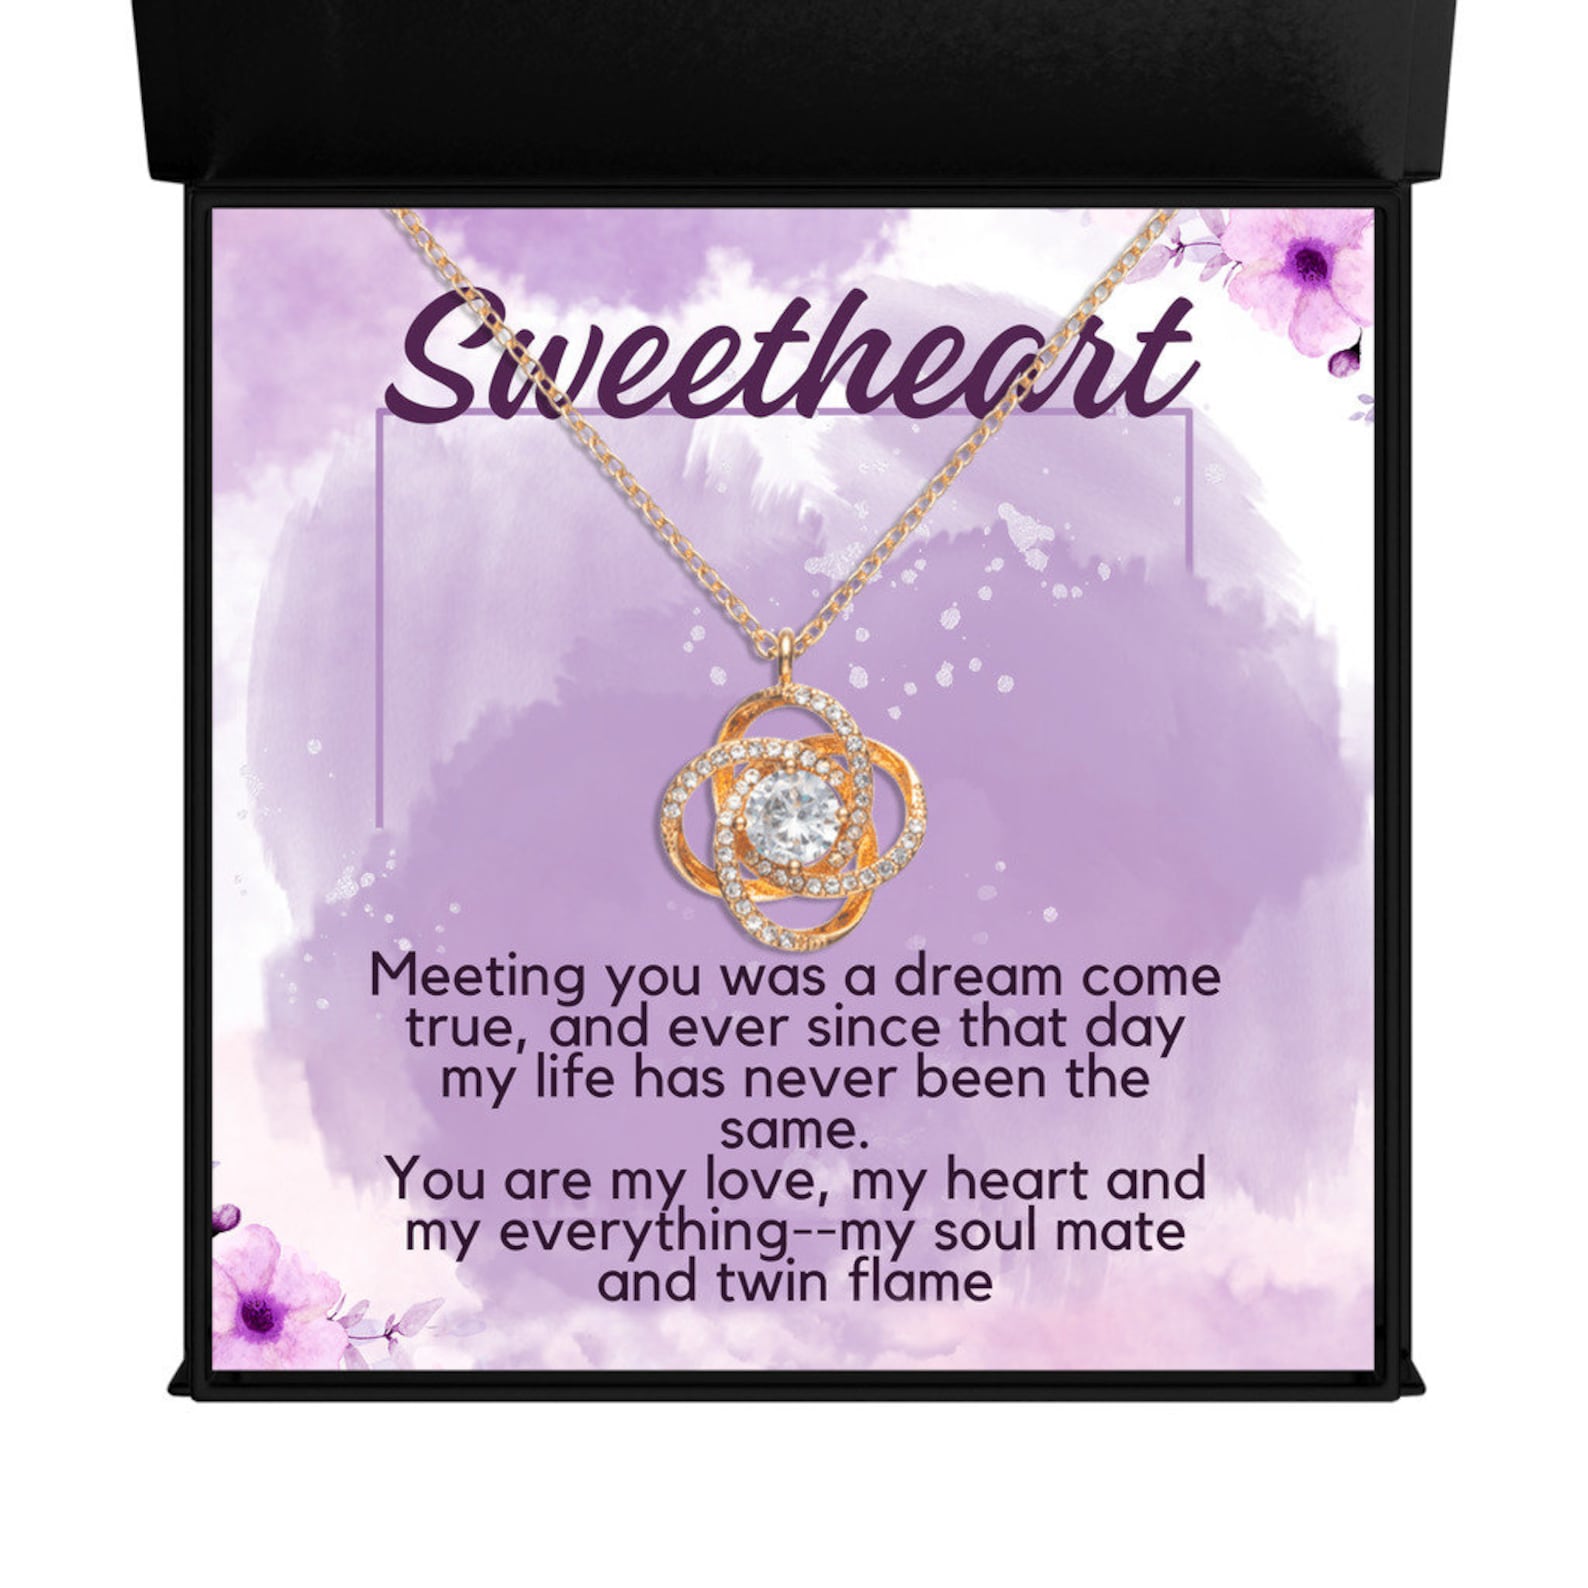 Sweetheart
Meeting you was a dream come
true, and ever since that day
my life has never been the
same.
You are my love, my heart and
my everything--my soul mate
and twin flame